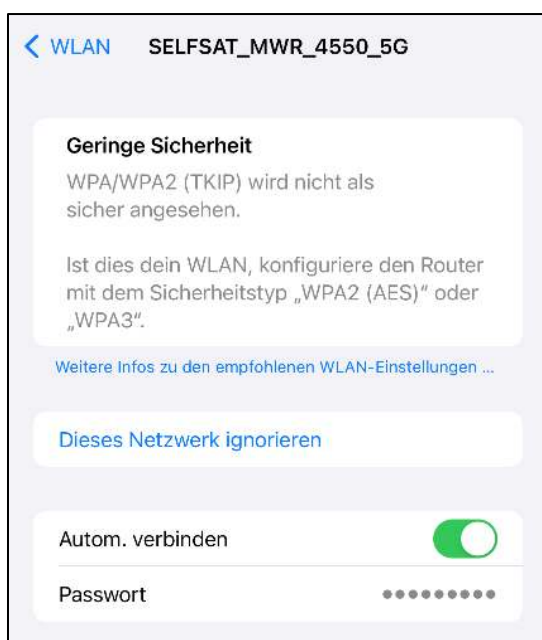 WLAN SELFSAT_MWR_4550_5G
Geringe Sicherheit
WPA/WPA2 (TKIP) wird nicht als
sicher angesehen.
Ist dies dein WLAN, konfiguriere den Router
mit dem Sicherheitstyp „WPA2 (AES)“ oder
„WPA3“.
Weitere Infos zu den empfohlenen WLAN-Einstellungen ...
Dieses Netzwerk ignorieren
Autom. verbinden
Passwort •••••••••